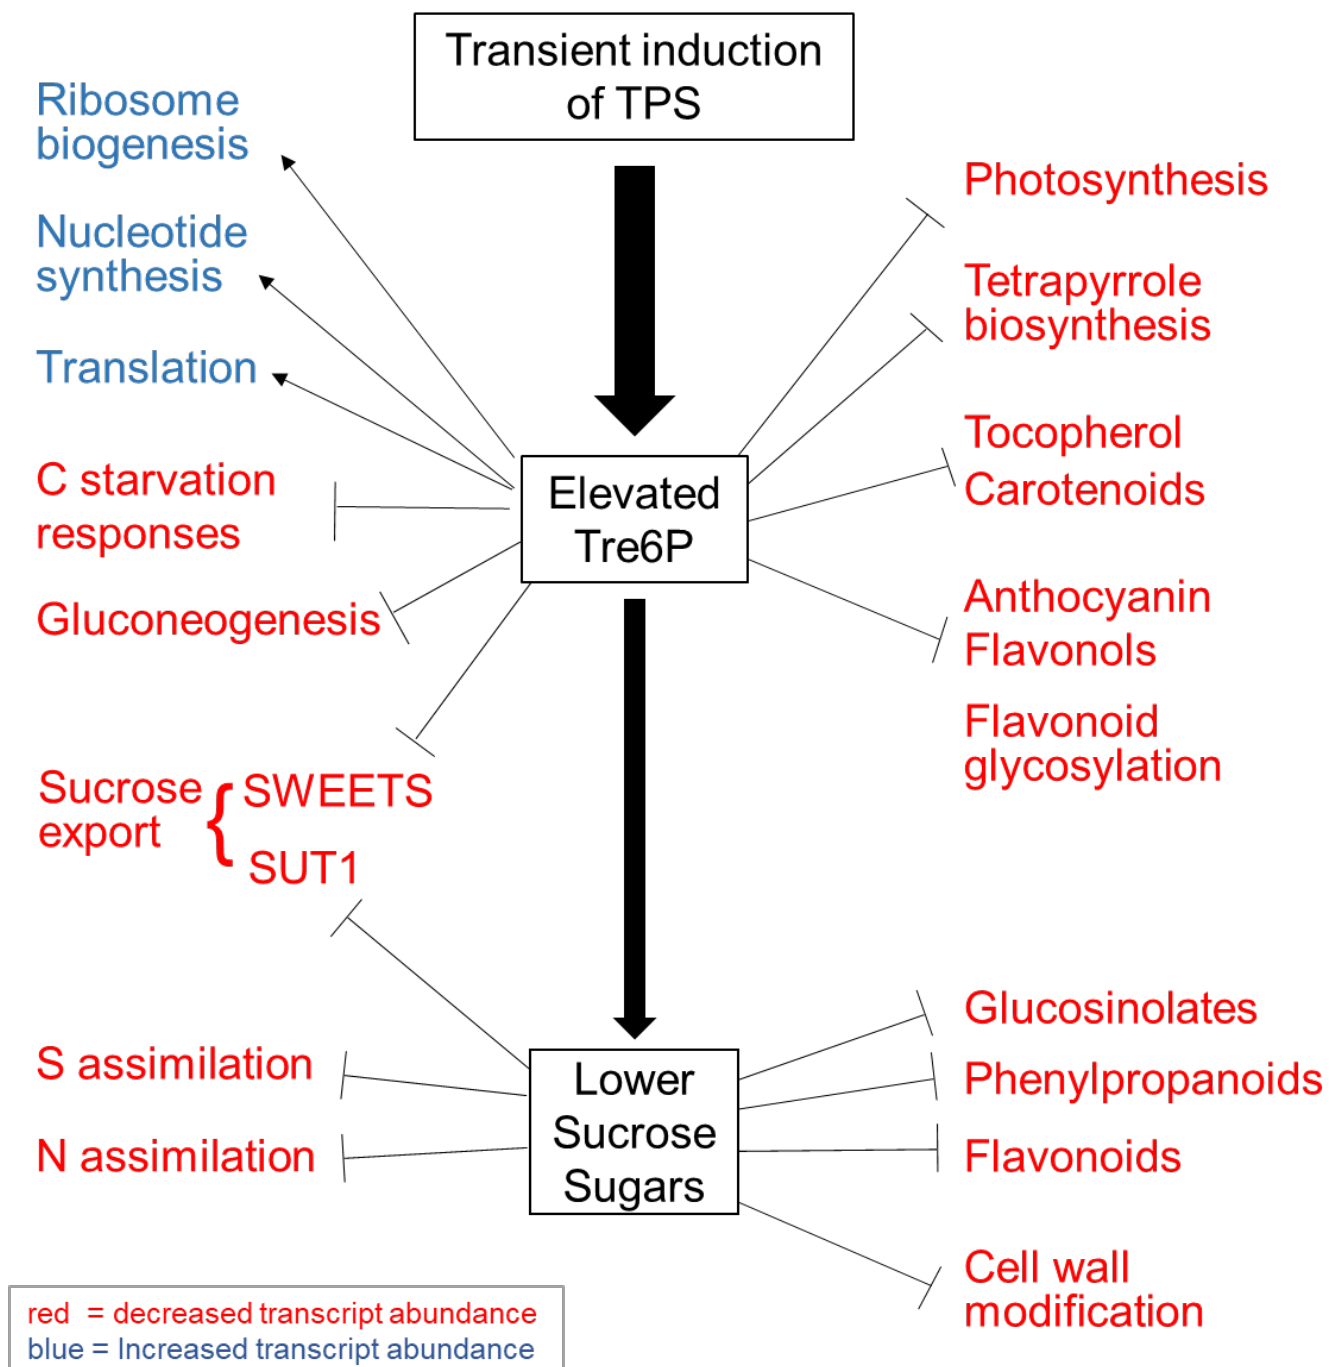 Transient induction
of TPS
Ribosome
biogenesis
Nucleotide
synthesis
Translation
C starvation
responses
Gluconeogenesis
Sucrose
export
{
SWEETS
SUT1
S assimilation
N assimilation
Elevated
Tre6P
Lower
Sucrose
Sugars
Photosynthesis
Tetrapyrrole
biosynthesis
Tocopherol
Carotenoids
Anthocyanin
Flavonols
Flavonoid
glycosylation
Glucosinolates
Phenylpropanoids
Flavonoids
Cell wall
modification
red = decreased transcript abundance
blue = Increased transcript abundance